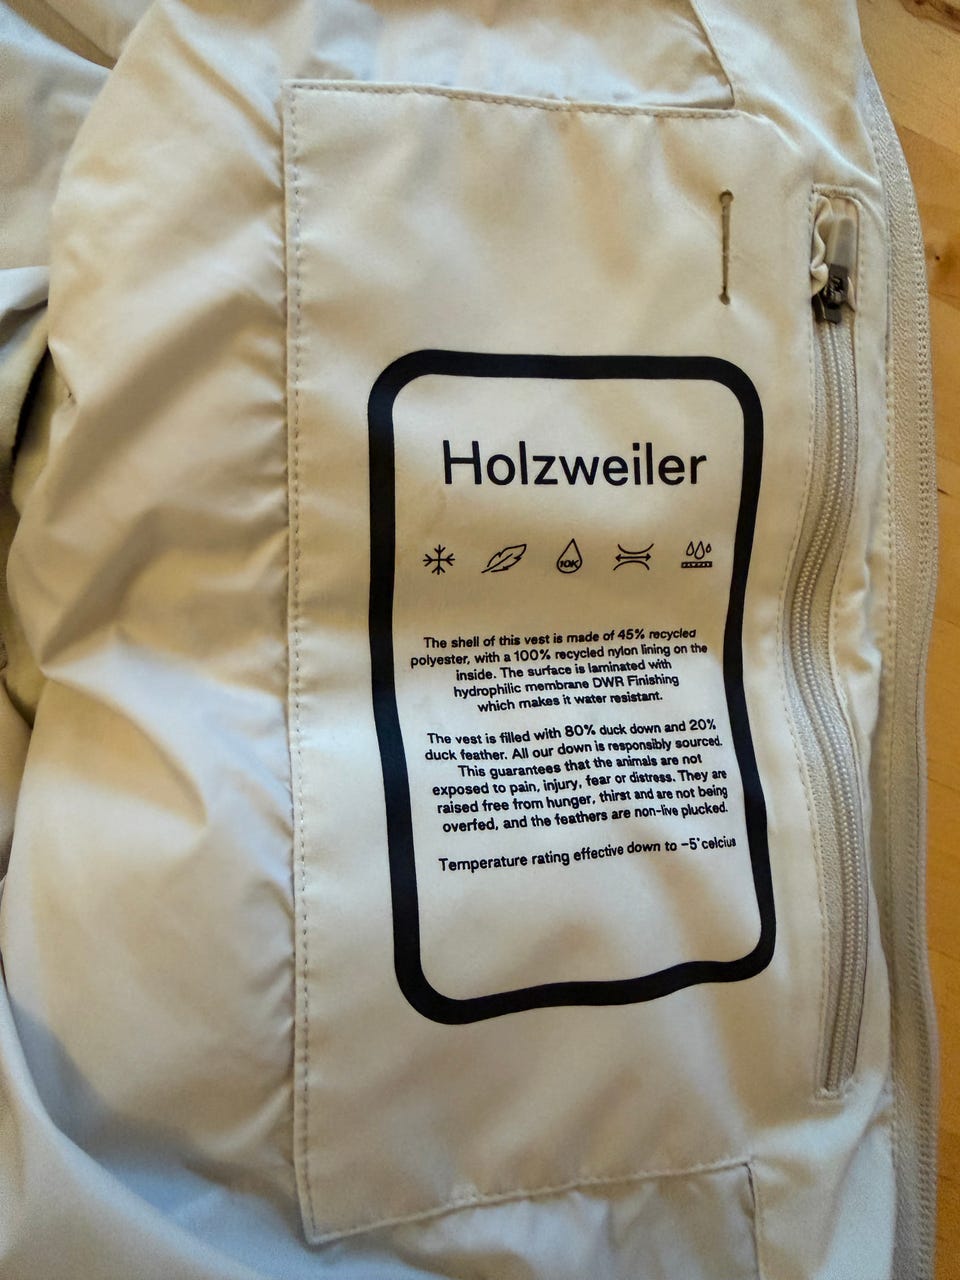 Holzweiler
10K
The shell of this vest is made of 45% recycled
polyester, with a 100% recycled nylon lining on the
inside. The surface is laminated with
hydrophilic membrane DWR Finishing
which makes it water resistant.
The vest is filled with 80% duck down and 20%
duck feather. All our down is responsibly sourced.
This guarantees that the animals are not
exposed to pain, injury, fear or distress. They are
raised free from hunger, thirst and are not being
overfed, and the feathers are non-live plucked.
Temperature rating effective down to -5°celcius